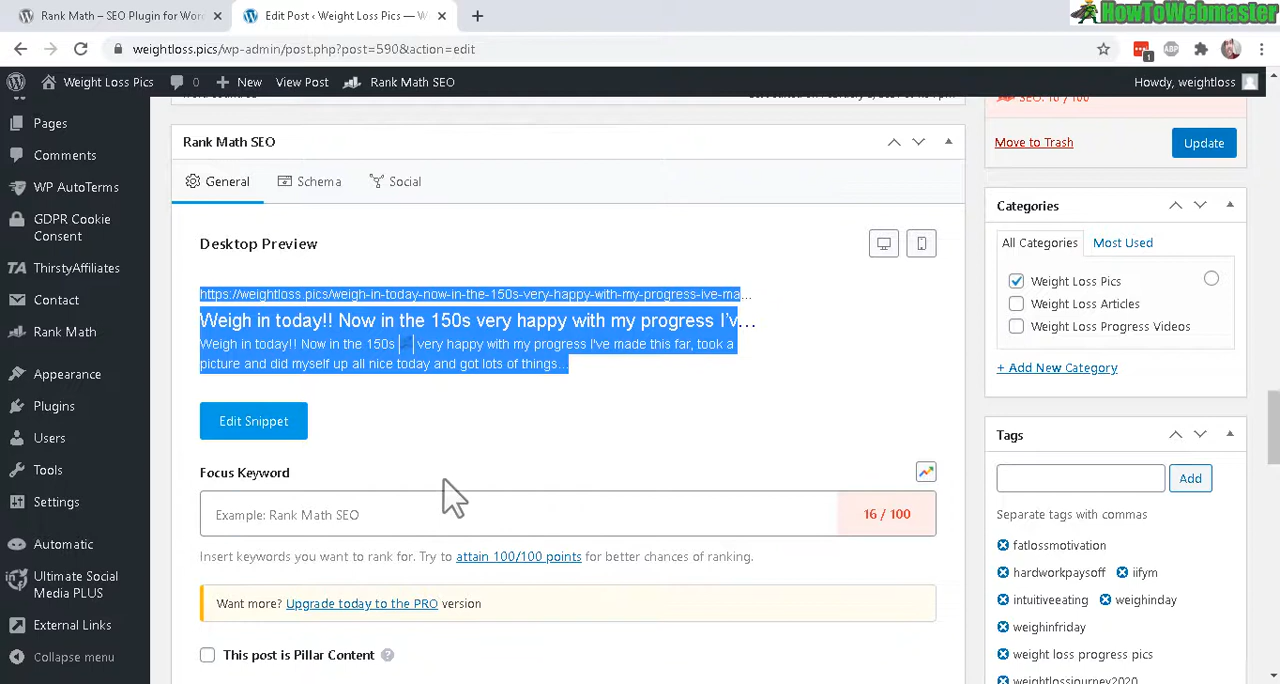 Rank Math – SEO Plugin for Wor
Edit Post ‹ Weight Loss Pics — W
HowToWebmaster
weightloss.pics/wp-admin/post.php?post=590&action=edit
1
ABP
Weight Loss Pics
0
New
View Post
Rank Math SEO
Howdy, weightloss
Pages
Comments
WP AutoTerms
GDPR Cookie
Consent
ThirstyAffiliates
Contact
Rank Math
Appearance
Plugins
Users
Tools
Settings
Automatic
Ultimate Social
Media PLUS
External Links
Collapse menu
Rank Math SEO
General
Schema
Social
Desktop Preview
https://weightloss.pics/weigh-in-today-now-in-the-150s-very-happy-with-my-progress-ive-ma...
Weigh in today!! Now in the 150s very happy with my progress I'v...
Weigh in today!! Now in the 150s very happy with my progress I've made this far, took a
picture and did myself up all nice today and got lots of things...
Edit Snippet
Focus Keyword
Example: Rank Math SEO
16 / 100
Insert keywords you want to rank for. Try to attain 100/100 points for better chances of ranking.
Want more? Upgrade today to the PRO version
This post is Pillar Content
SEO: 16 / 100
Move to Trash
Update
Categories
All Categories
Most Used
Weight Loss Pics
Weight Loss Articles
Weight Loss Progress Videos
+ Add New Category
Tags
Add
Separate tags with commas
fatlossmotivation
hardworkpaysoff
iifym
intuitiveeating
weighinday
weighinfriday
weight loss progress pics
weightlossjourney2020